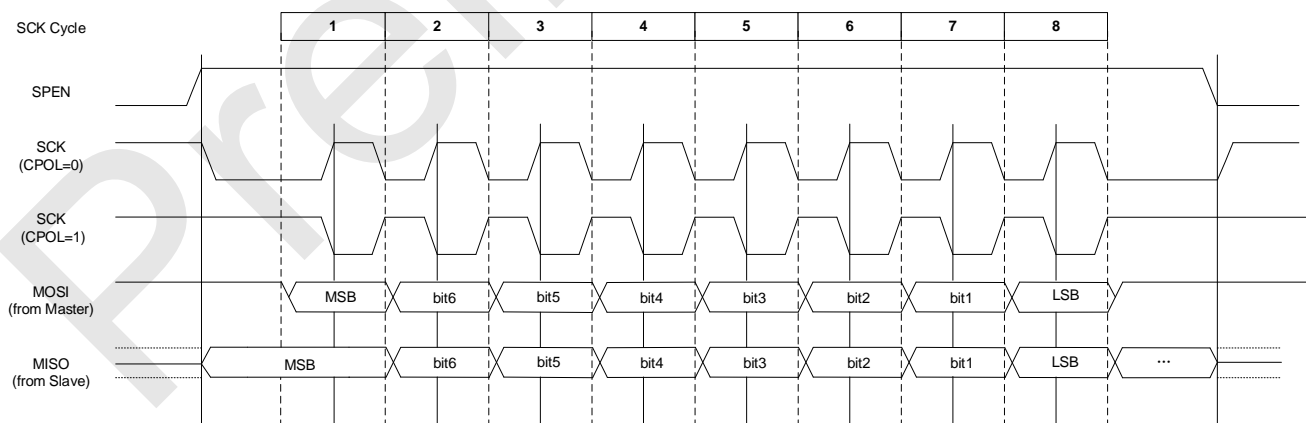 SCK Cycle
1 2 3 4 5 6 7 8
SPEN
SCK
(CPOL=0)
SCK
(CPOL=1)
MOSI
(from Master)
MSB bit6 bit5 bit4 bit3 bit2 bit1 LSB
MISO
(from Slave)
MSB bit6 bit5 bit4 bit3 bit2 bit1 LSB ...